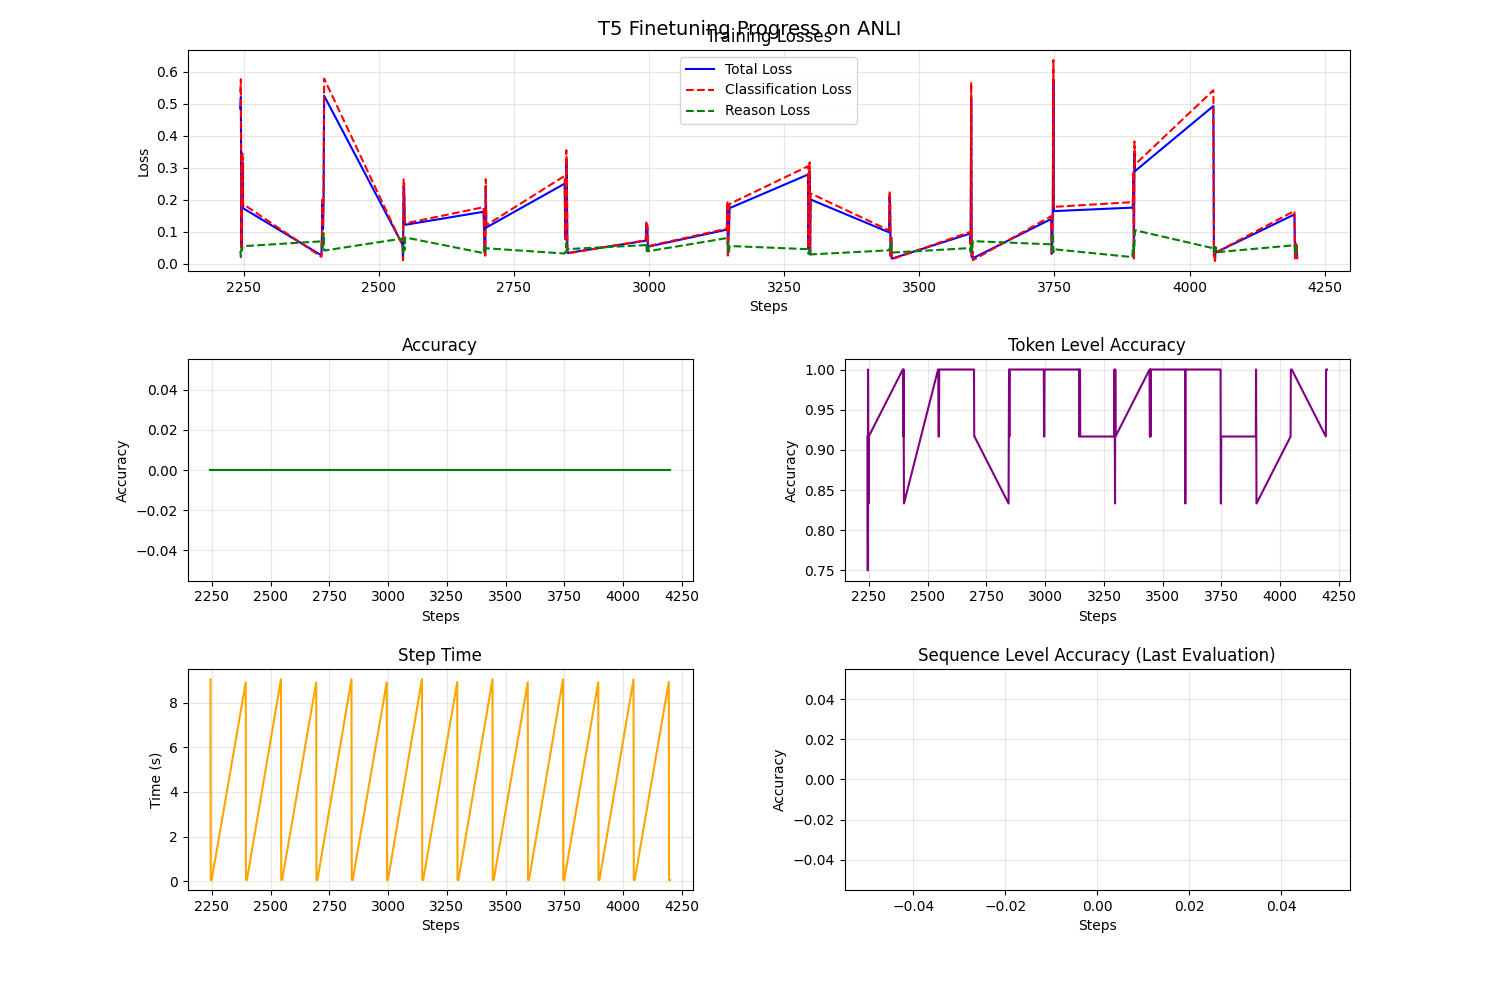 T5 Finetuning Progress on ANLI
Training Losses
Total Loss
Classification Loss
Reason Loss
Loss
0.6
0.5
0.4
0.3
0.2
0.1
0.0
2250 2500 2750 3000 3250 3500 3750 4000 4250
Steps
Accuracy
Accuracy
0.04
0.02
0.00
−0.02
−0.04
2250 2500 2750 3000 3250 3500 3750 4000 4250
Steps
Token Level Accuracy
Accuracy
1.00
0.95
0.90
0.85
0.80
0.75
2250 2500 2750 3000 3250 3500 3750 4000 4250
Steps
Step Time
Time (s)
8
6
4
2
0
2250 2500 2750 3000 3250 3500 3750 4000 4250
Steps
Sequence Level Accuracy (Last Evaluation)
Accuracy
0.04
0.02
0.00
−0.02
−0.04
−0.04 −0.02 0.00 0.02 0.04
Steps